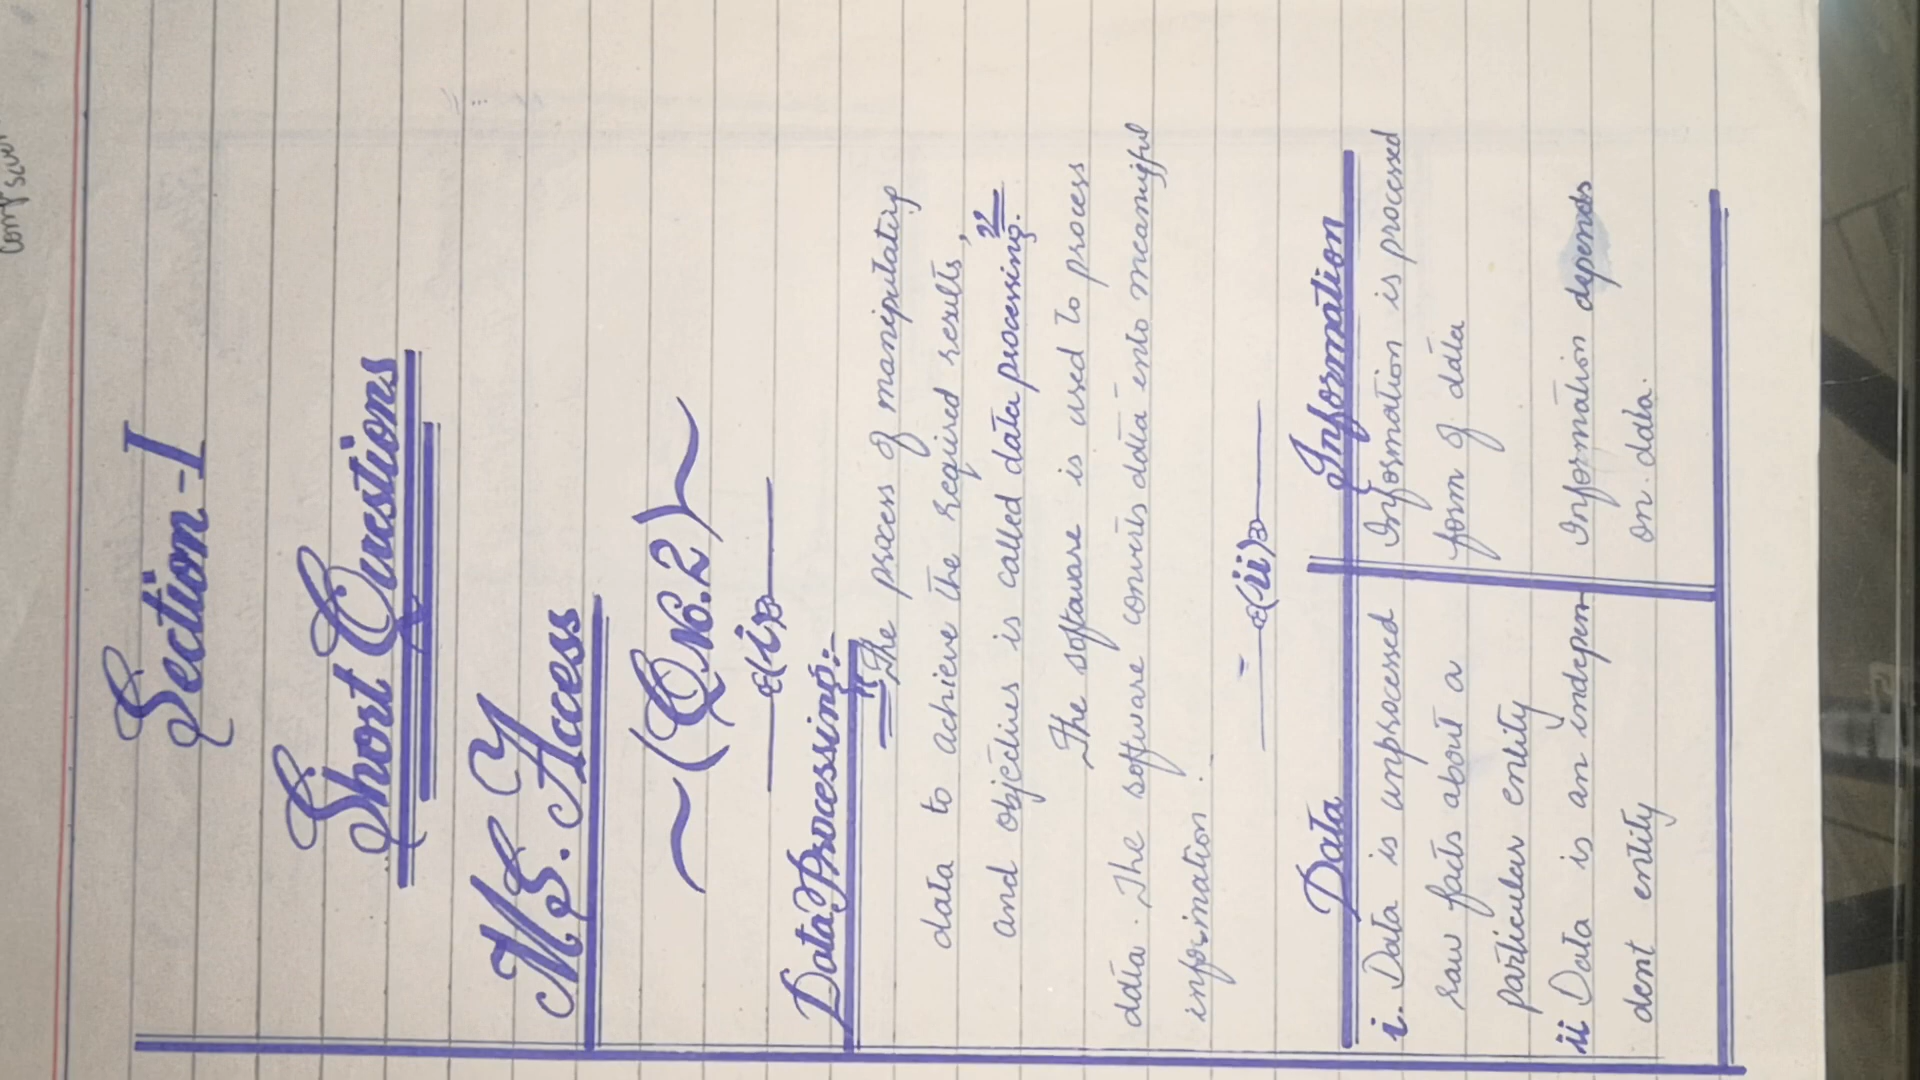 Comp scien
Section-I
Short Questions
M.S. Access
(Q No.2)
(i)
Data Processing:-
"The process of manipulating
data to achieve the required results,
and objectives is called data processing."
The software is used to process
data. The software converts data into meaningful
information.
(ii)
Data Information
i. Data is unprocessed Information is processed
raw facts about a form of data
particular entity
ii Data is an indepen Information depends
dent entity on data.